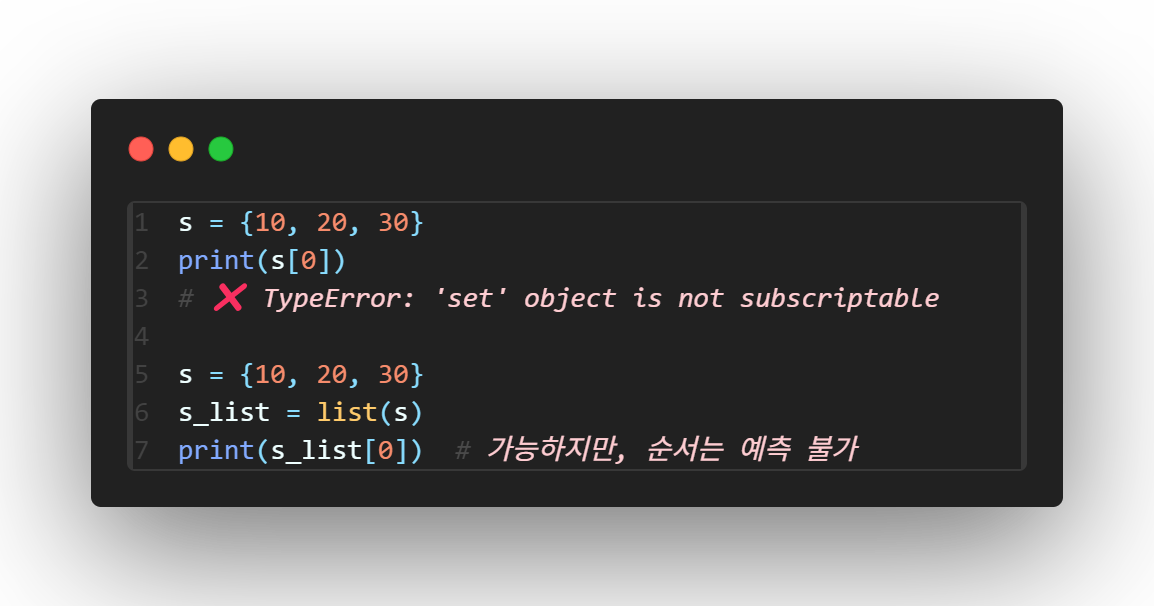 1 s = {10, 20, 30}
2 print(s[0])
3 # ❌ TypeError: 'set' object is not subscriptable
4
5 s = {10, 20, 30}
6 s_list = list(s)
7 print(s_list[0])  # 가능하지만, 순서는 예측 불가